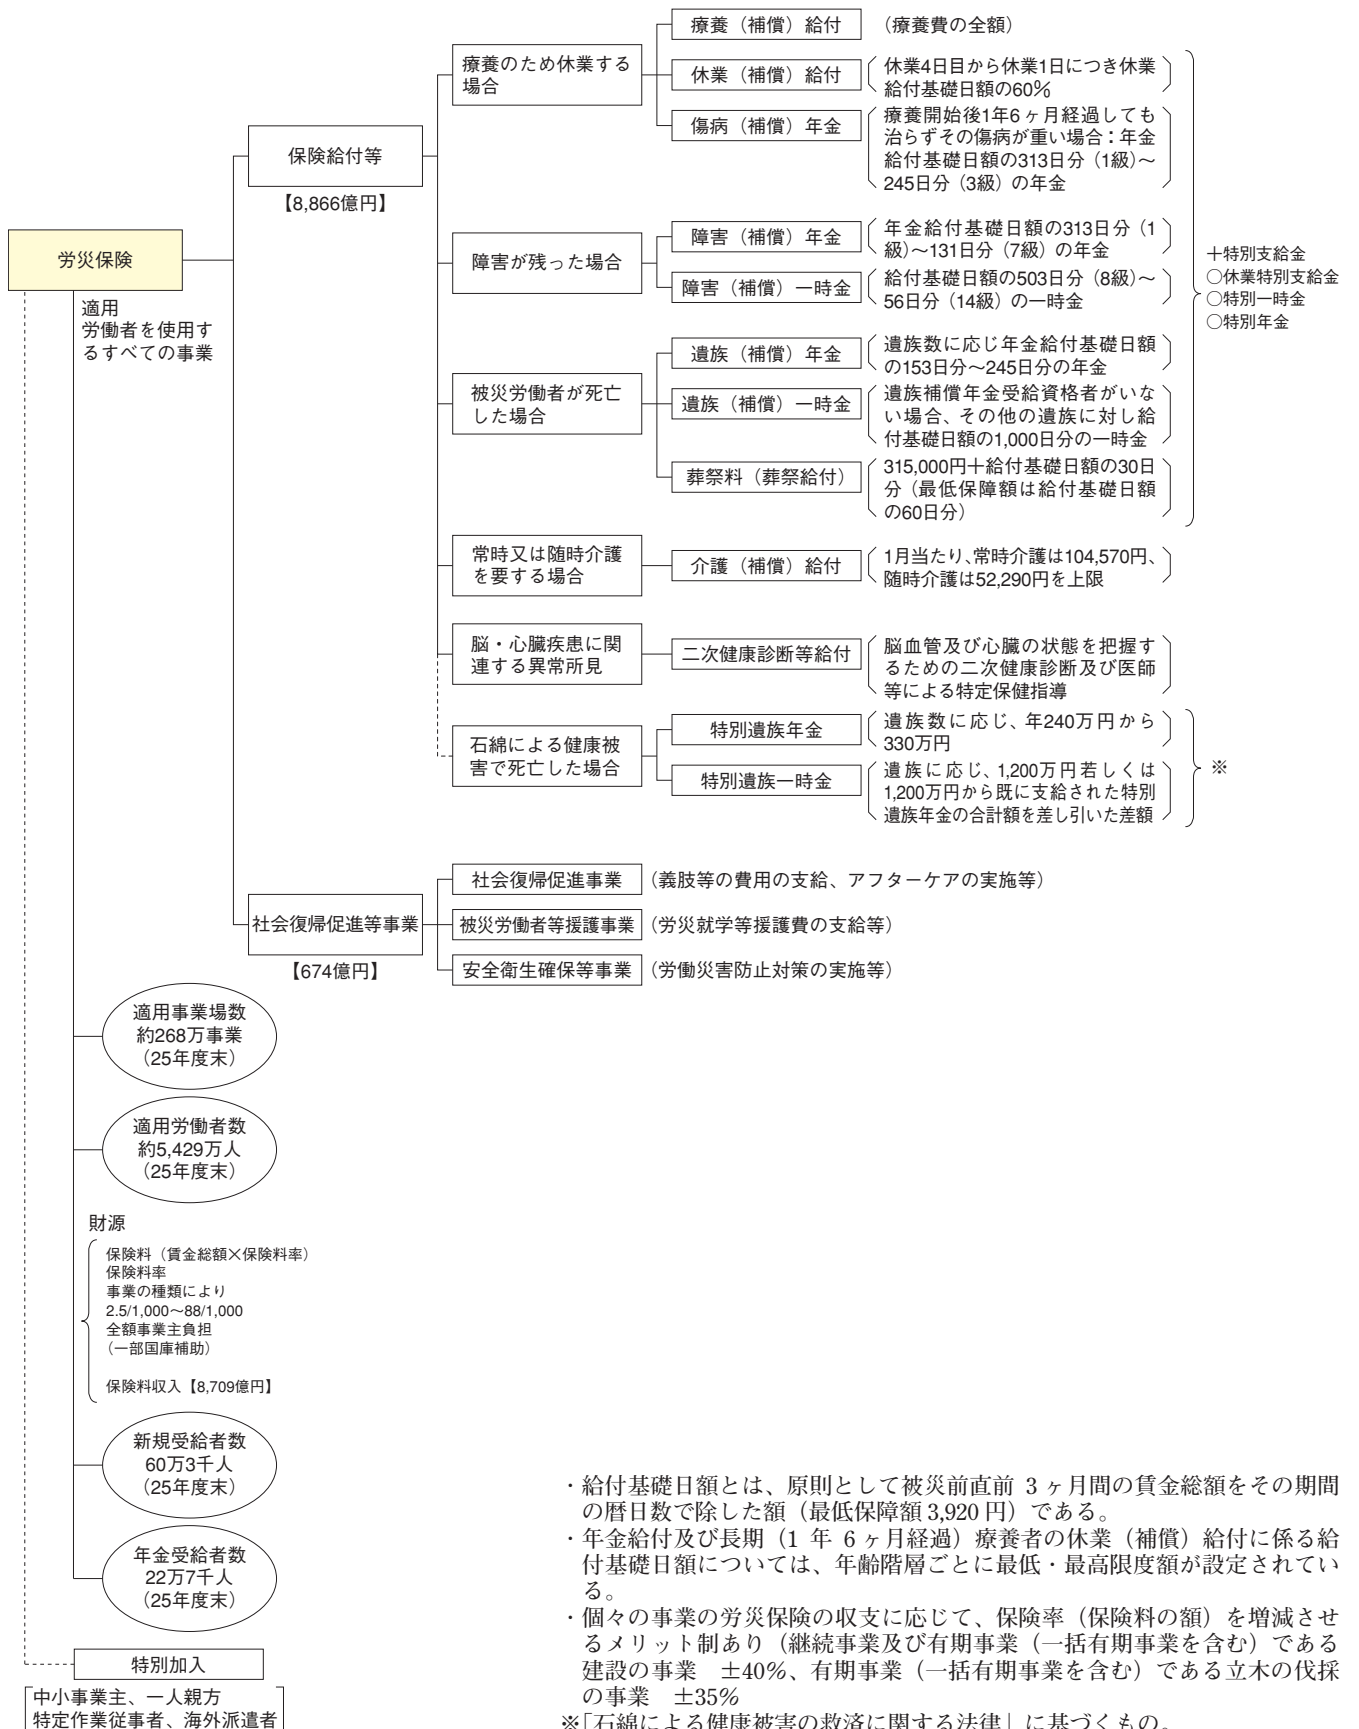 労災保険
適用
労働者を使用す
るすべての事業
保険給付等
【8,866億円】
療養のため休業する
場合
療養（補償）給付
（療養費の全額）
休業（補償）給付
休業4日目から休業1日につき休業
給付基礎日額の60%
傷病（補償）年金
療養開始後1年6ヶ月経過しても
治らずその傷病が重い場合：年金
給付基礎日額の313日分（1級）～
245日分（3級）の年金
障害が残った場合
障害（補償）年金
年金給付基礎日額の313日分（1
級）～131日分（7級）の年金
障害（補償）一時金
給付基礎日額の503日分（8級）～
56日分（14級）の一時金
被災労働者が死亡
した場合
遺族（補償）年金
遺族数に応じ年金給付基礎日額
の153日分～245日分の年金
遺族（補償）一時金
遺族補償年金受給資格者がいな
い場合、その他の遺族に対し給
付基礎日額の1,000日分の一時金
葬祭料（葬祭給付）
315,000円＋給付基礎日額の30日
分（最低保障額は給付基礎日額
の60日分）
＋特別支給金
○休業特別支給金
○特別一時金
○特別年金
常時又は随時介護
を要する場合
介護（補償）給付
1月当たり、常時介護は104,570円、
随時介護は52,290円を上限
脳・心臓疾患に関
連する異常所見
二次健康診断等給付
脳血管及び心臓の状態を把握す
るための二次健康診断及び医師
等による特定保健指導
石綿による健康被
害で死亡した場合
特別遺族年金
遺族数に応じ、年240万円から
330万円
特別遺族一時金
遺族に応じ、1,200万円若しくは
1,200万円から既に支給された特別
遺族年金の合計額を差し引いた差額
※
社会復帰促進等事業
【674億円】
社会復帰促進事業
（義肢等の費用の支給、アフターケアの実施等）
被災労働者等援護事業
（労災就学等援護費の支給等）
安全衛生確保等事業
（労働災害防止対策の実施等）
適用事業場数
約268万事業
（25年度末）
適用労働者数
約5,429万人
（25年度末）
財源
保険料（賃金総額×保険料率）
保険料率
事業の種類により
2.5/1,000～88/1,000
全額事業主負担
（一部国庫補助）
保険料収入【8,709億円】
新規受給者数
60万3千人
（25年度末）
年金受給者数
22万7千人
（25年度末）
特別加入
中小事業主、一人親方
特定作業従事者、海外派遣者
・給付基礎日額とは、原則として被災前直前 3 ヶ月間の賃金総額をその期間
の暦日数で除した額（最低保障額 3,920 円）である。
・年金給付及び長期（1 年 6 ヶ月経過）療養者の休業（補償）給付に係る給
付基礎日額については、年齢階層ごとに最低・最高限度額が設定されてい
る。
・個々の事業の労災保険の収支に応じて、保険率（保険料の額）を増減させ
るメリット制あり（継続事業及び有期事業（一括有期事業を含む）である
建設の事業　±40%、有期事業（一括有期事業を含む）である立木の伐採
の事業　±35%
※「石綿による健康被害の救済に関する法律」に基づくもの。